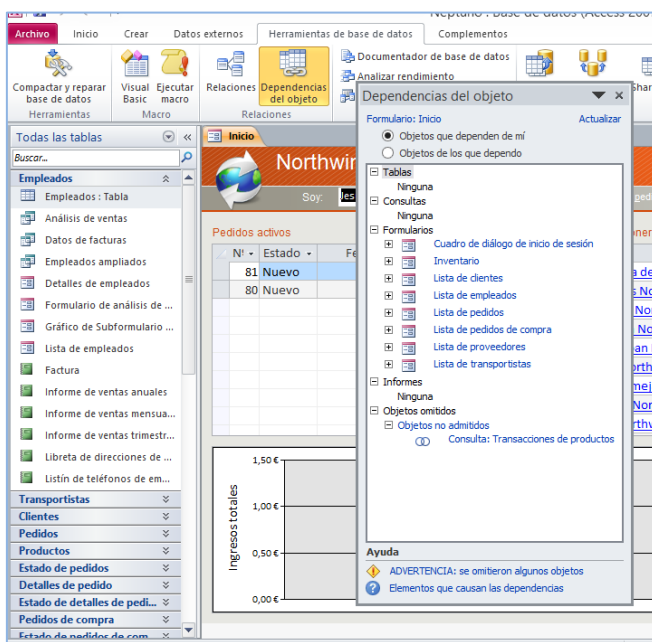 Neptuno : Base de datos (Access 200
Archivo Inicio Crear Datos externos Herramientas de base de datos Complementos
Compactar y reparar base de datos
Herramientas
Visual Basic
Ejecutar macro
Macro
Relaciones
Dependencias del objeto
Relaciones
Documentador de base de datos
Analizar rendimiento
Todas las tablas
Buscar...
Empleados
Empleados : Tabla
Análisis de ventas
Datos de facturas
Empleados ampliados
Detalles de empleados
Formulario de análisis de ...
Gráfico de Subformulario ...
Lista de empleados
Factura
Informe de ventas anuales
Informe de ventas mensua...
Informe de ventas trimestr...
Libreta de direcciones de ...
Listín de teléfonos de em...
Transportistas
Clientes
Pedidos
Productos
Estado de pedidos
Detalles de pedido
Estado de detalles de pedi...
Pedidos de compra
Estado de pedidos de com
Inicio
Northwin
Soy:
Jes
Pedidos activos
Nº Estado Fe
81 Nuevo
80 Nuevo
1,50 €
1,00 €
0,50 €
0,00 €
Ingresos totales
Dependencias del objeto
Formulario: Inicio Actualizar
Objetos que dependen de mí
Objetos de los que dependo
Tablas
Ninguna
Consultas
Ninguna
Formularios
Cuadro de diálogo de inicio de sesión
Inventario
Lista de clientes
Lista de empleados
Lista de pedidos
Lista de pedidos de compra
Lista de proveedores
Lista de transportistas
Informes
Ninguna
Objetos omitidos
Objetos no admitidos
Consulta: Transacciones de productos
Ayuda
ADVERTENCIA: se omitieron algunos objetos
Elementos que causan las dependencias